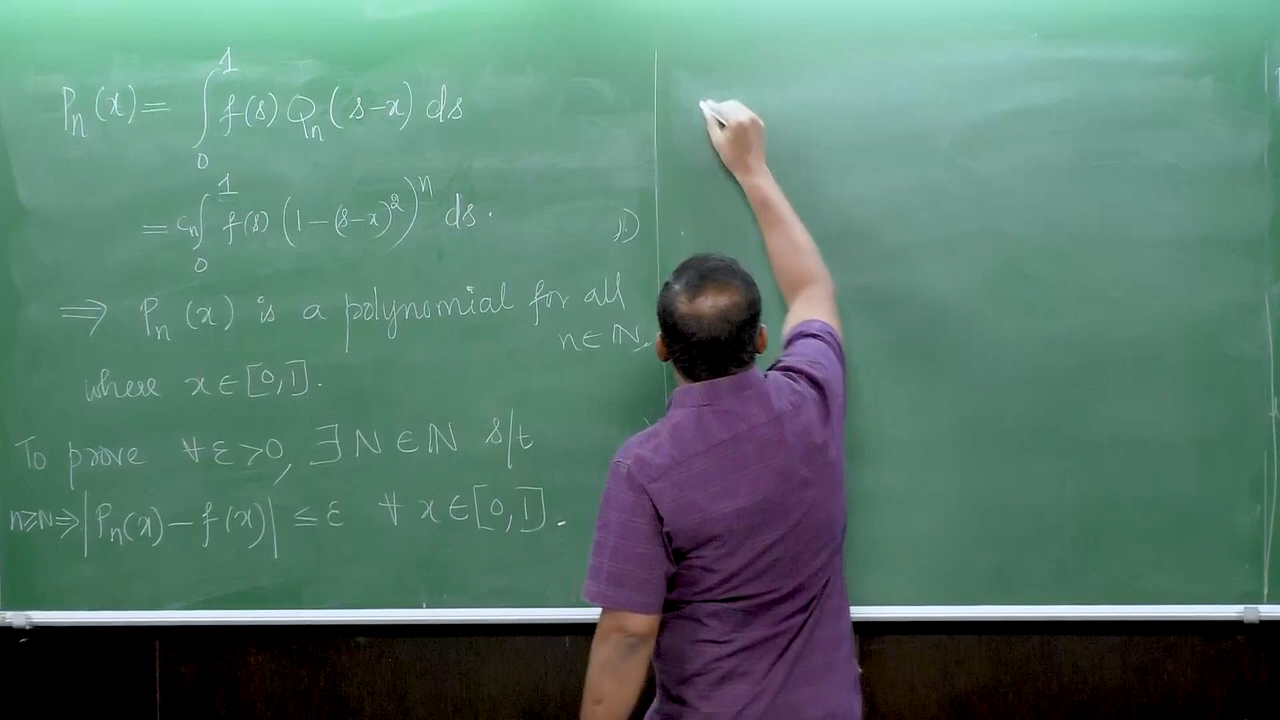 Pₙ(x) = ∫₀¹ f(s) Qₙ(s-x) ds
= cₙ∫₀¹ f(s) (1-(s-x)²)ⁿ ds.
⇒ Pₙ(x) is a polynomial for all
n∈ℕ,
where x∈[0,1].
To prove ∀ε>0, ∃N∈ℕ s/t
n≥N⇒|Pₙ(x)-f(x)| ≤ε ∀ x∈[0,1].